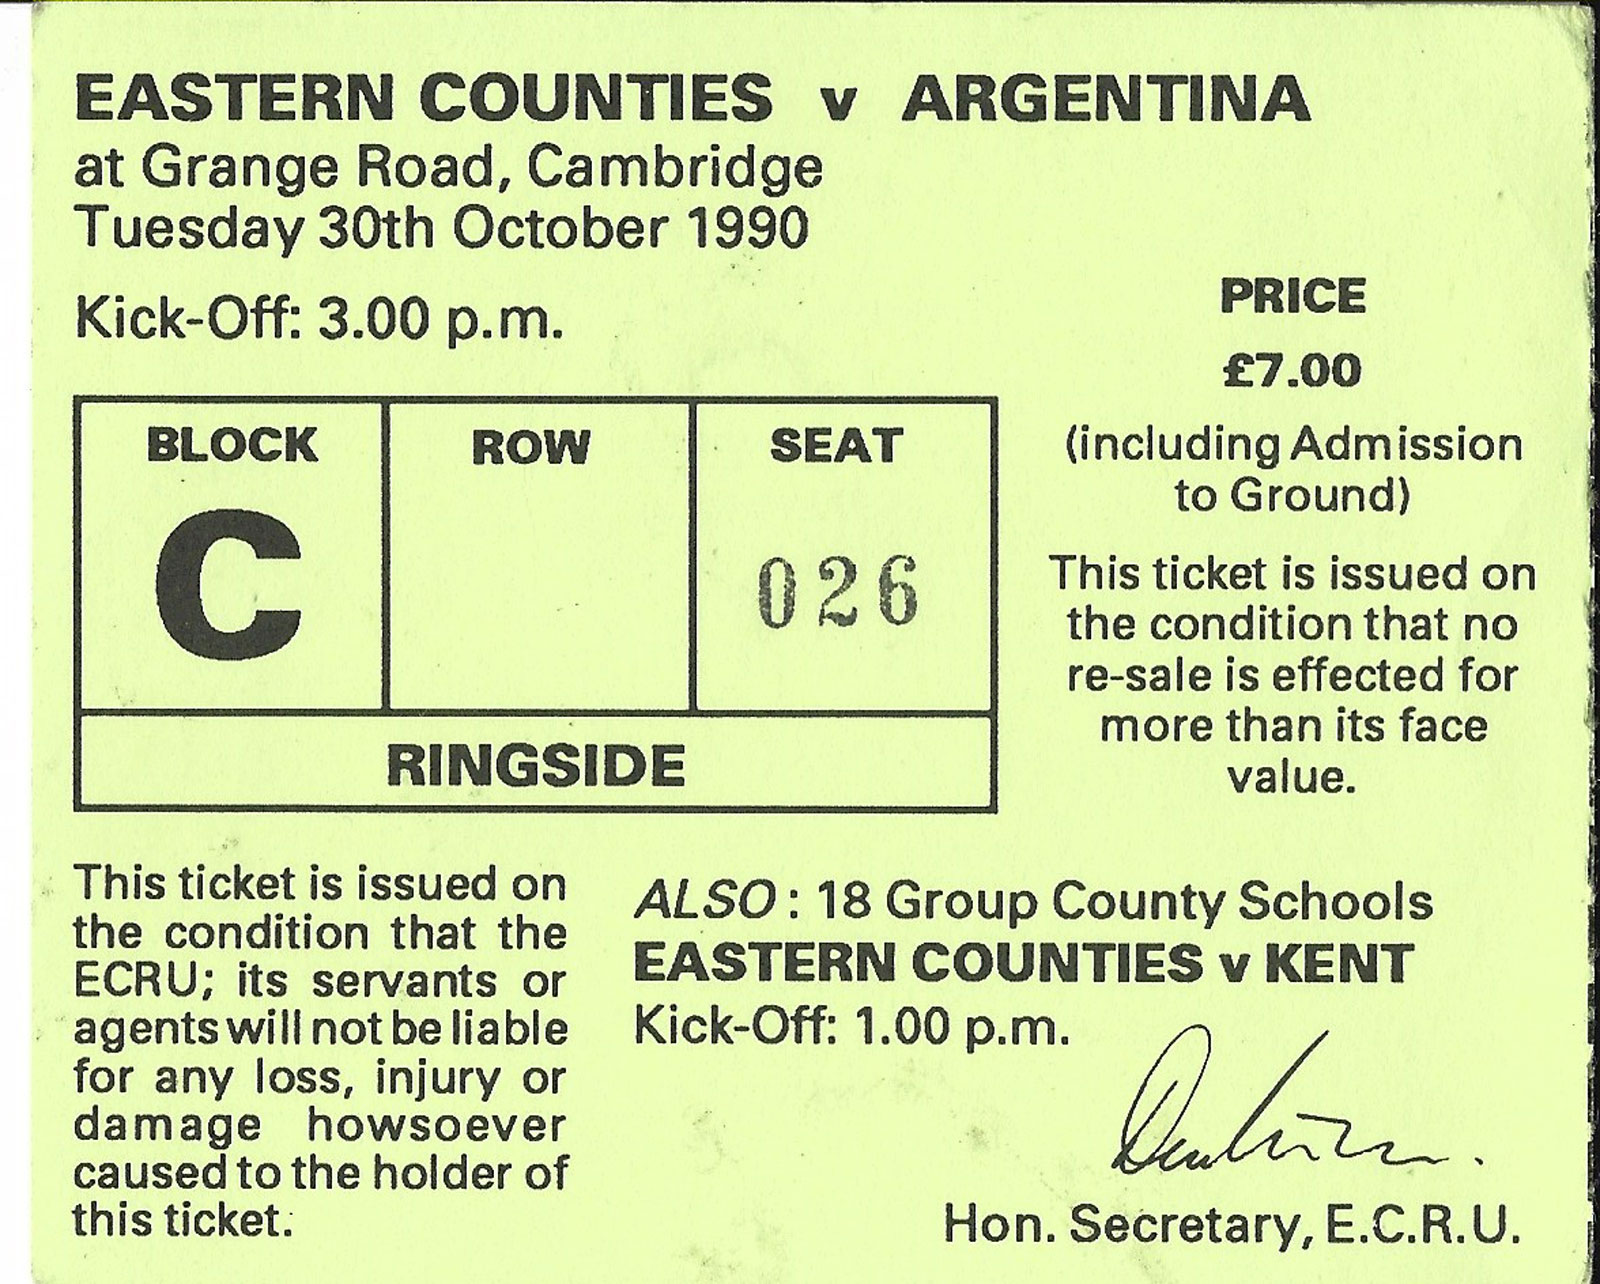 EASTERN COUNTIES v ARGENTINA
at Grange Road, Cambridge
Tuesday 30th October 1990
Kick-Off: 3.00 p.m.
PRICE
£7.00
(including Admission
to Ground)
This ticket is issued on
the condition that no
re-sale is effected for
more than its face
value.
BLOCK
ROW
SEAT
C
026
RINGSIDE
This ticket is issued on
the condition that the
ECRU; its servants or
agents will not be liable
for any loss, injury or
damage howsoever
caused to the holder of
this ticket.
ALSO : 18 Group County Schools
EASTERN COUNTIES v KENT
Kick-Off: 1.00 p.m.
Hon. Secretary, E.C.R.U.